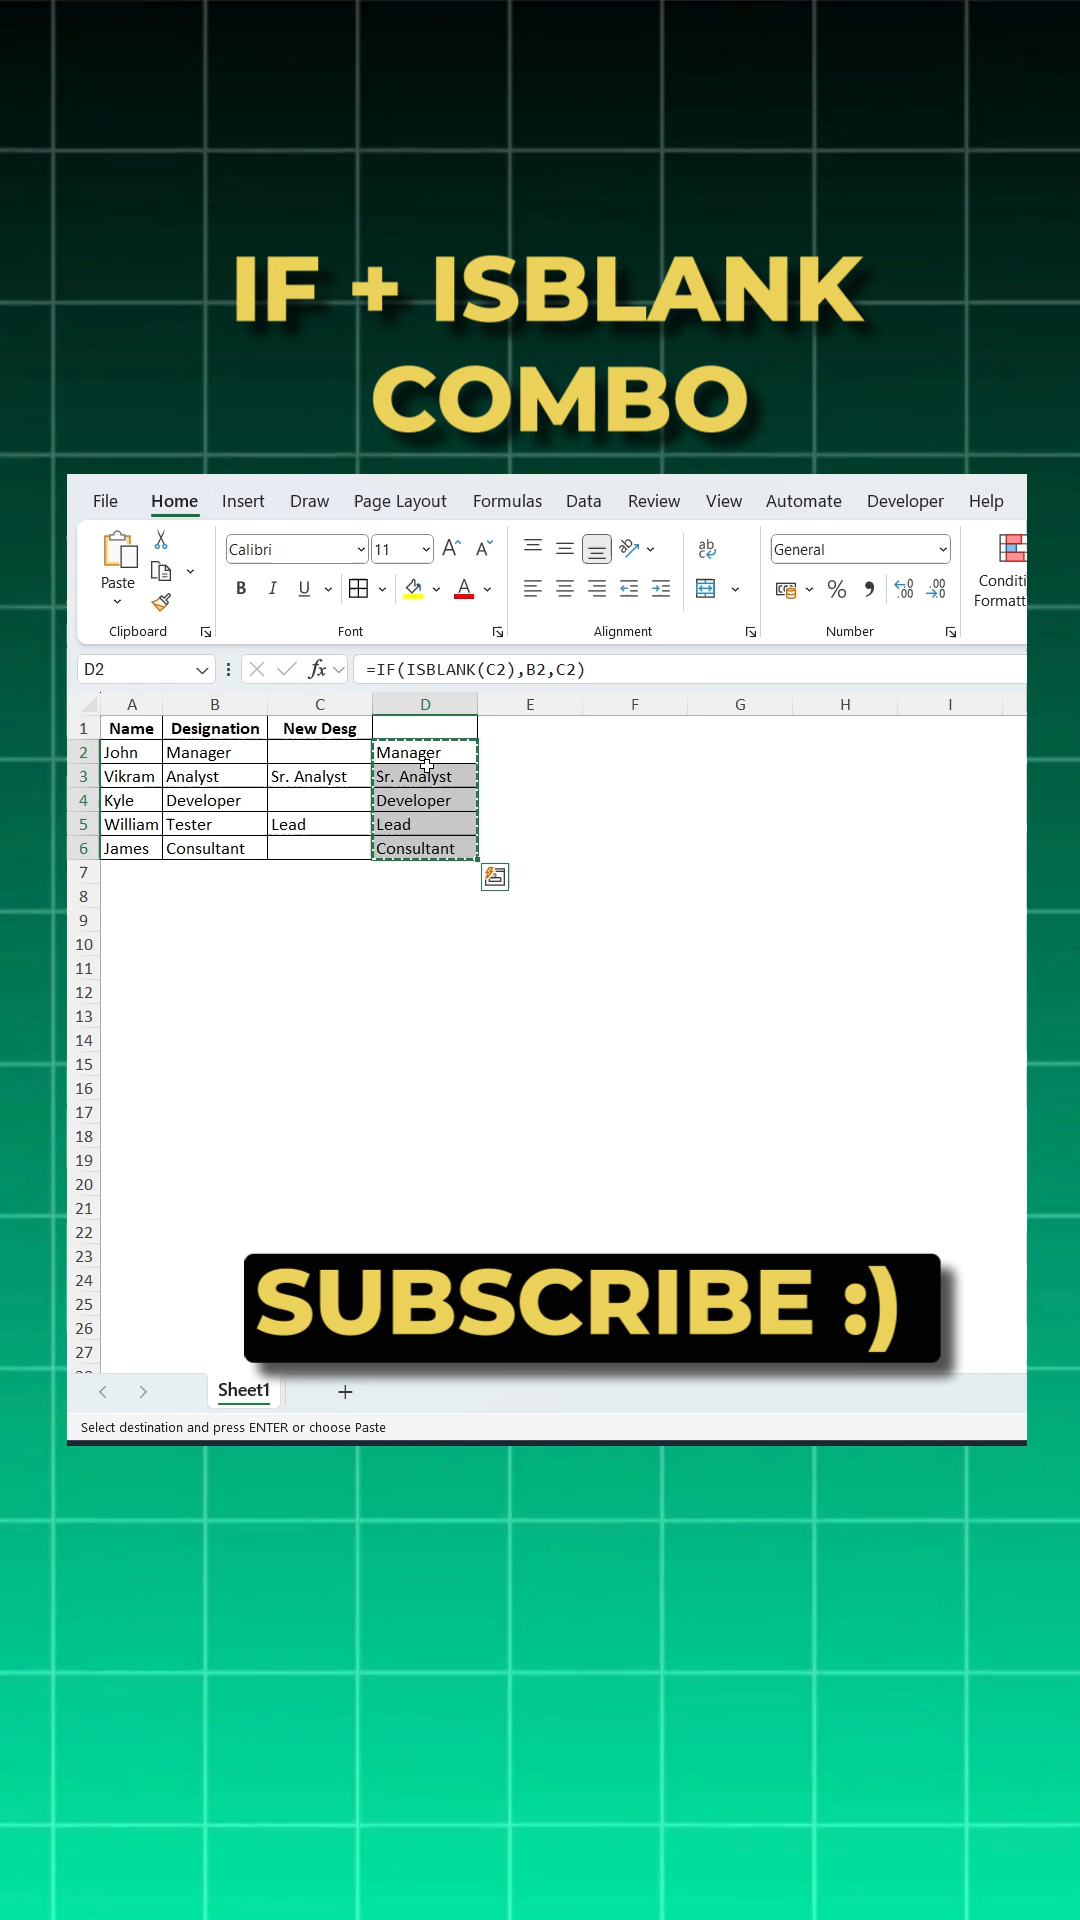 IF + ISBLANK
COMBO
File Home Insert Draw Page Layout Formulas Data Review View Automate Developer Help
Paste
Calibri 11 A A
ab
c
General
B I U A
% , .00 .00
Conditi
Formatt
Clipboard Font Alignment Number
D2 fx =IF(ISBLANK(C2),B2,C2)
A B C D E F G H I
1 Name Designation New Desg
2 John Manager Manager
3 Vikram Analyst Sr. Analyst Sr. Analyst
4 Kyle Developer Developer
5 William Tester Lead Lead
6 James Consultant Consultant
7
8
9
10
11
12
13
14
15
16
17
18
19
20
21
22
23
24
25
26
27
SUBSCRIBE :)
Sheet1 +
Select destination and press ENTER or choose Paste